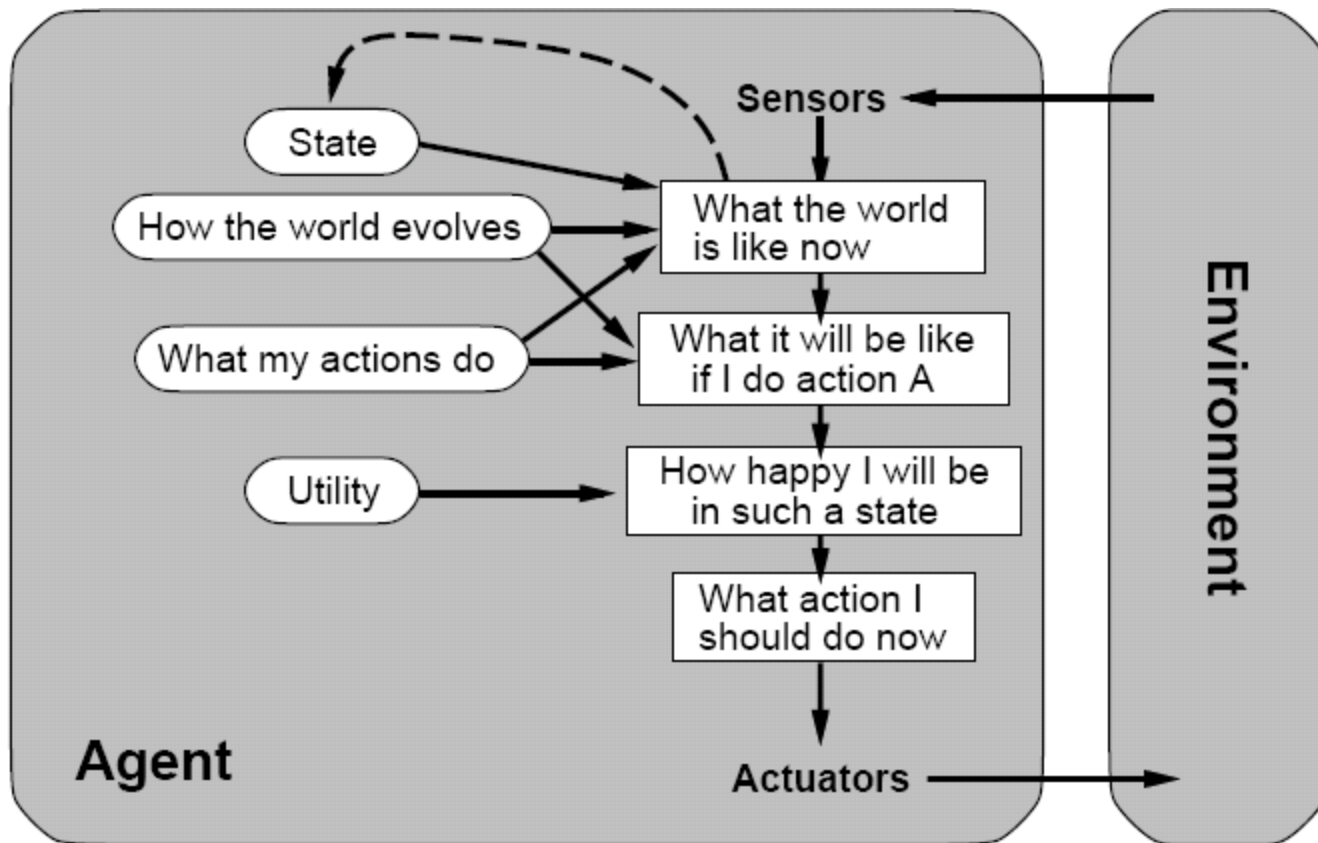 Sensors
State
What the world
is like now
How the world evolves
What my actions do
What it will be like
if I do action A
Utility
How happy I will be
in such a state
What action I
should do now
Agent
Actuators
Environment